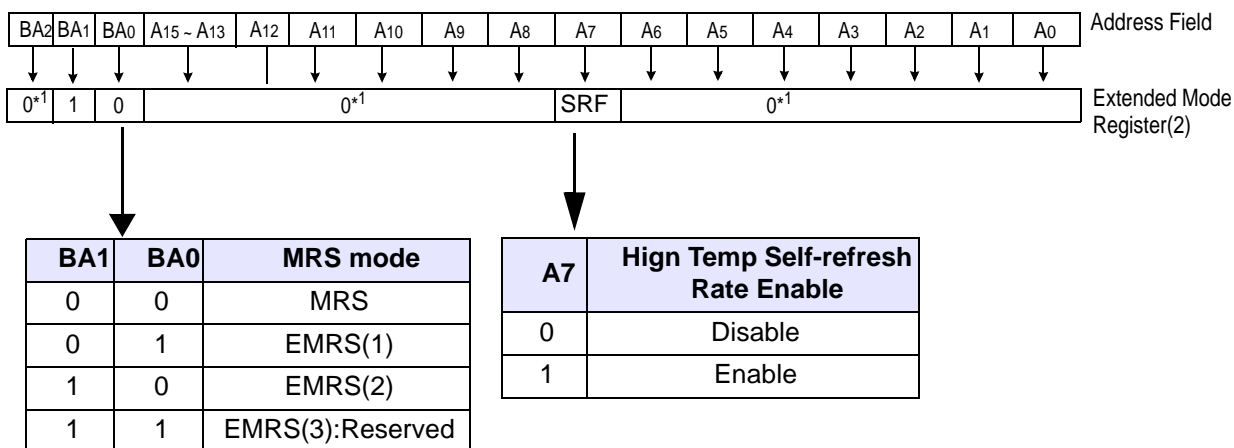 BA2 BA1 BA0 A15 ~ A13 A12 A11 A10 A9 A8 A7 A6 A5 A4 A3 A2 A1 A0 Address Field
0*1 1 0 0*1 SRF 0*1 Extended Mode
Register(2)
BA1 BA0 MRS mode
0 0 MRS
0 1 EMRS(1)
1 0 EMRS(2)
1 1 EMRS(3):Reserved
A7 Hign Temp Self-refresh
Rate Enable
0 Disable
1 Enable